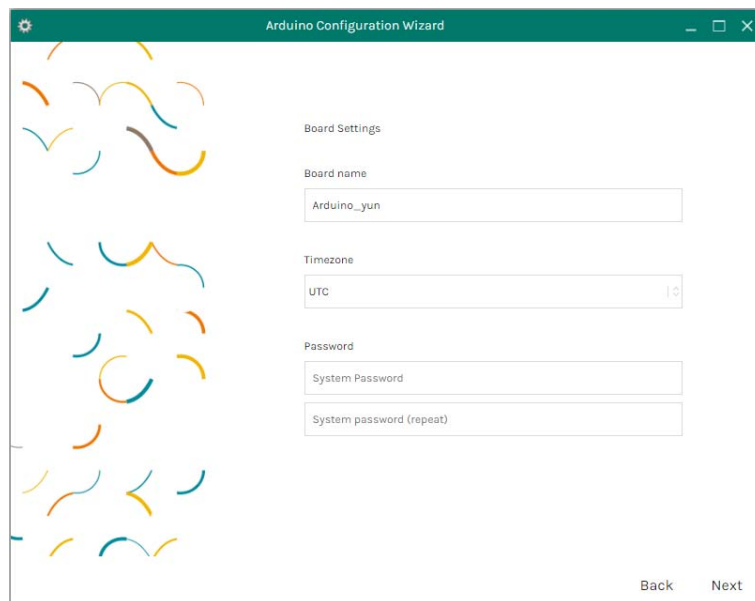 Arduino Configuration Wizard
Board Settings
Board name
Arduino_yun
Timezone
UTC
Password
System Password
System password (repeat)
Back Next